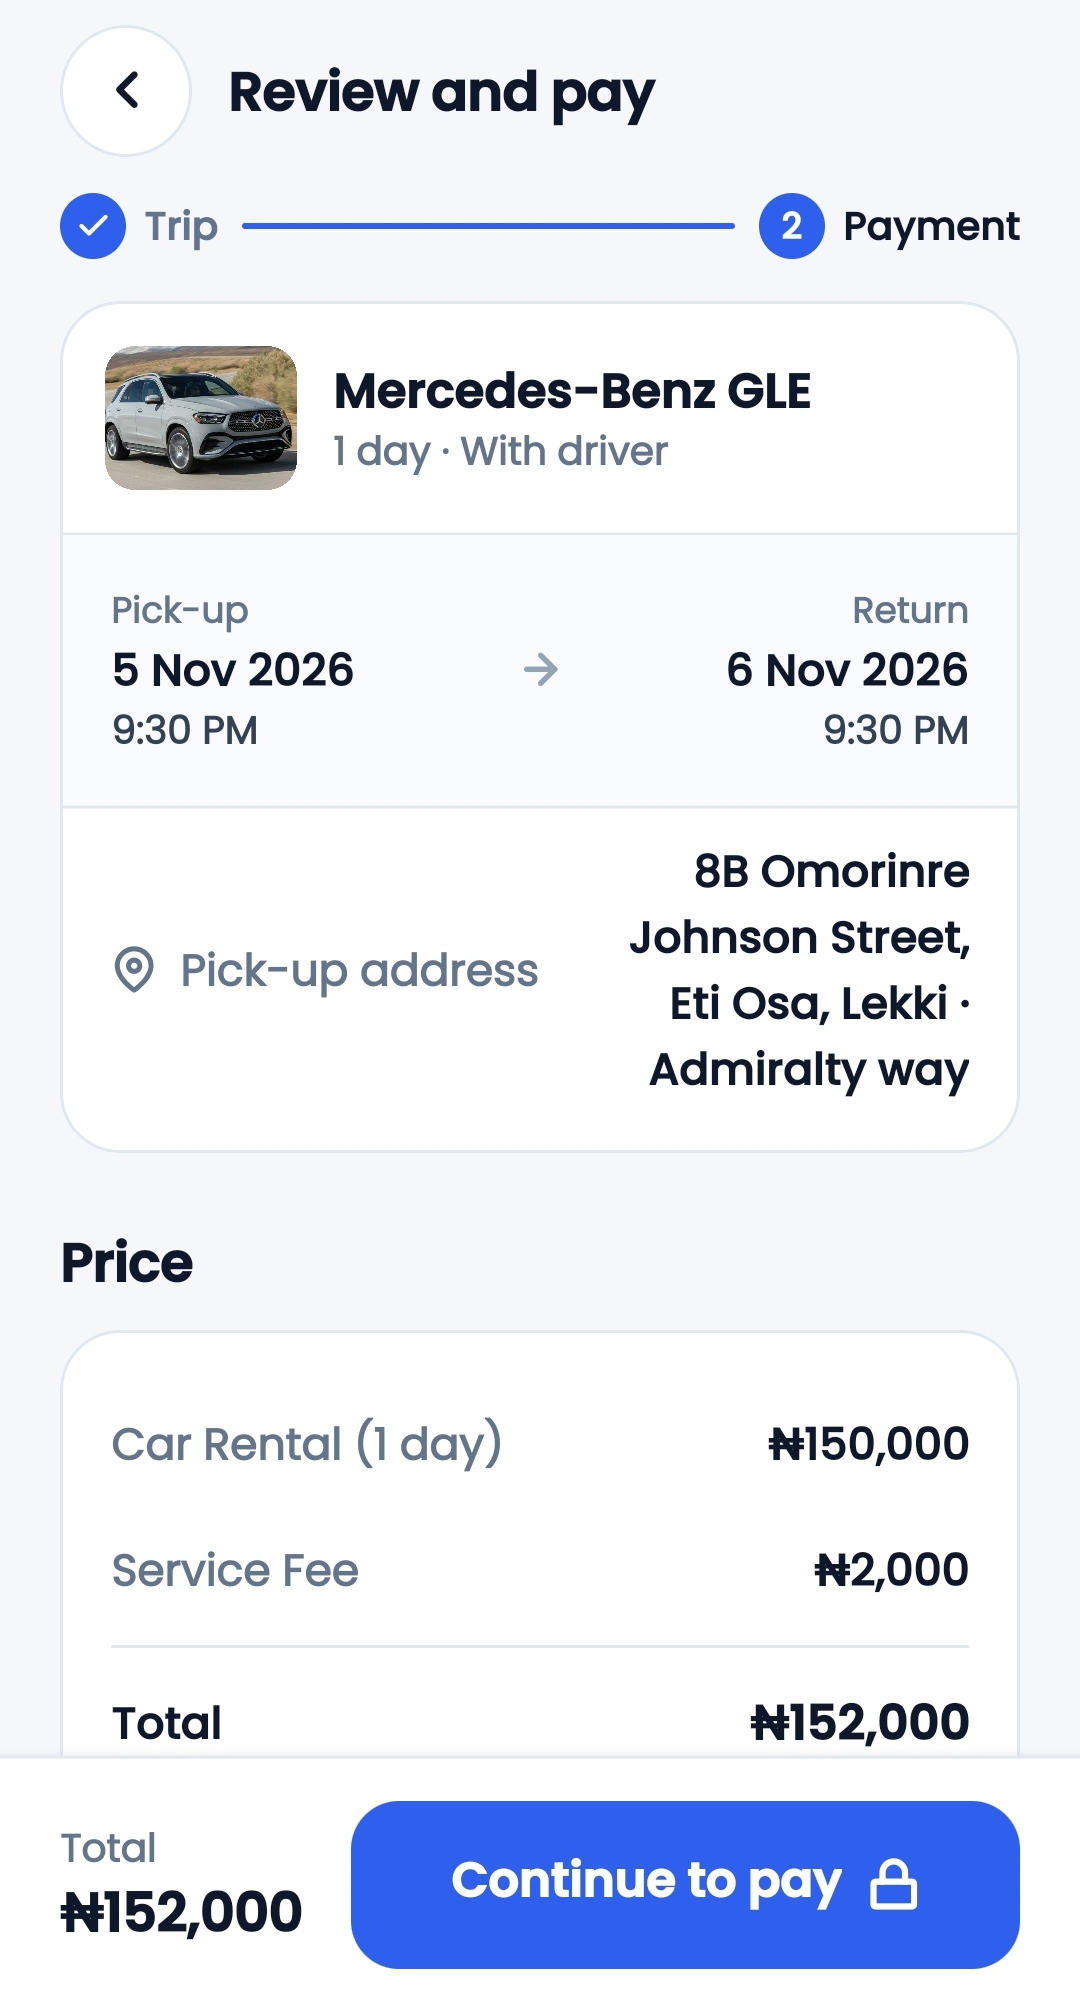 Review and pay
Trip
2 Payment
Mercedes-Benz GLE
1 day · With driver
Pick-up
Return
5 Nov 2026
6 Nov 2026
9:30 PM
9:30 PM
Pick-up address
8B Omorinre
Johnson Street,
Eti Osa, Lekki ·
Admiralty way
Price
Car Rental (1 day) ₦150,000
Service Fee ₦2,000
Total ₦152,000
Total
₦152,000
Continue to pay